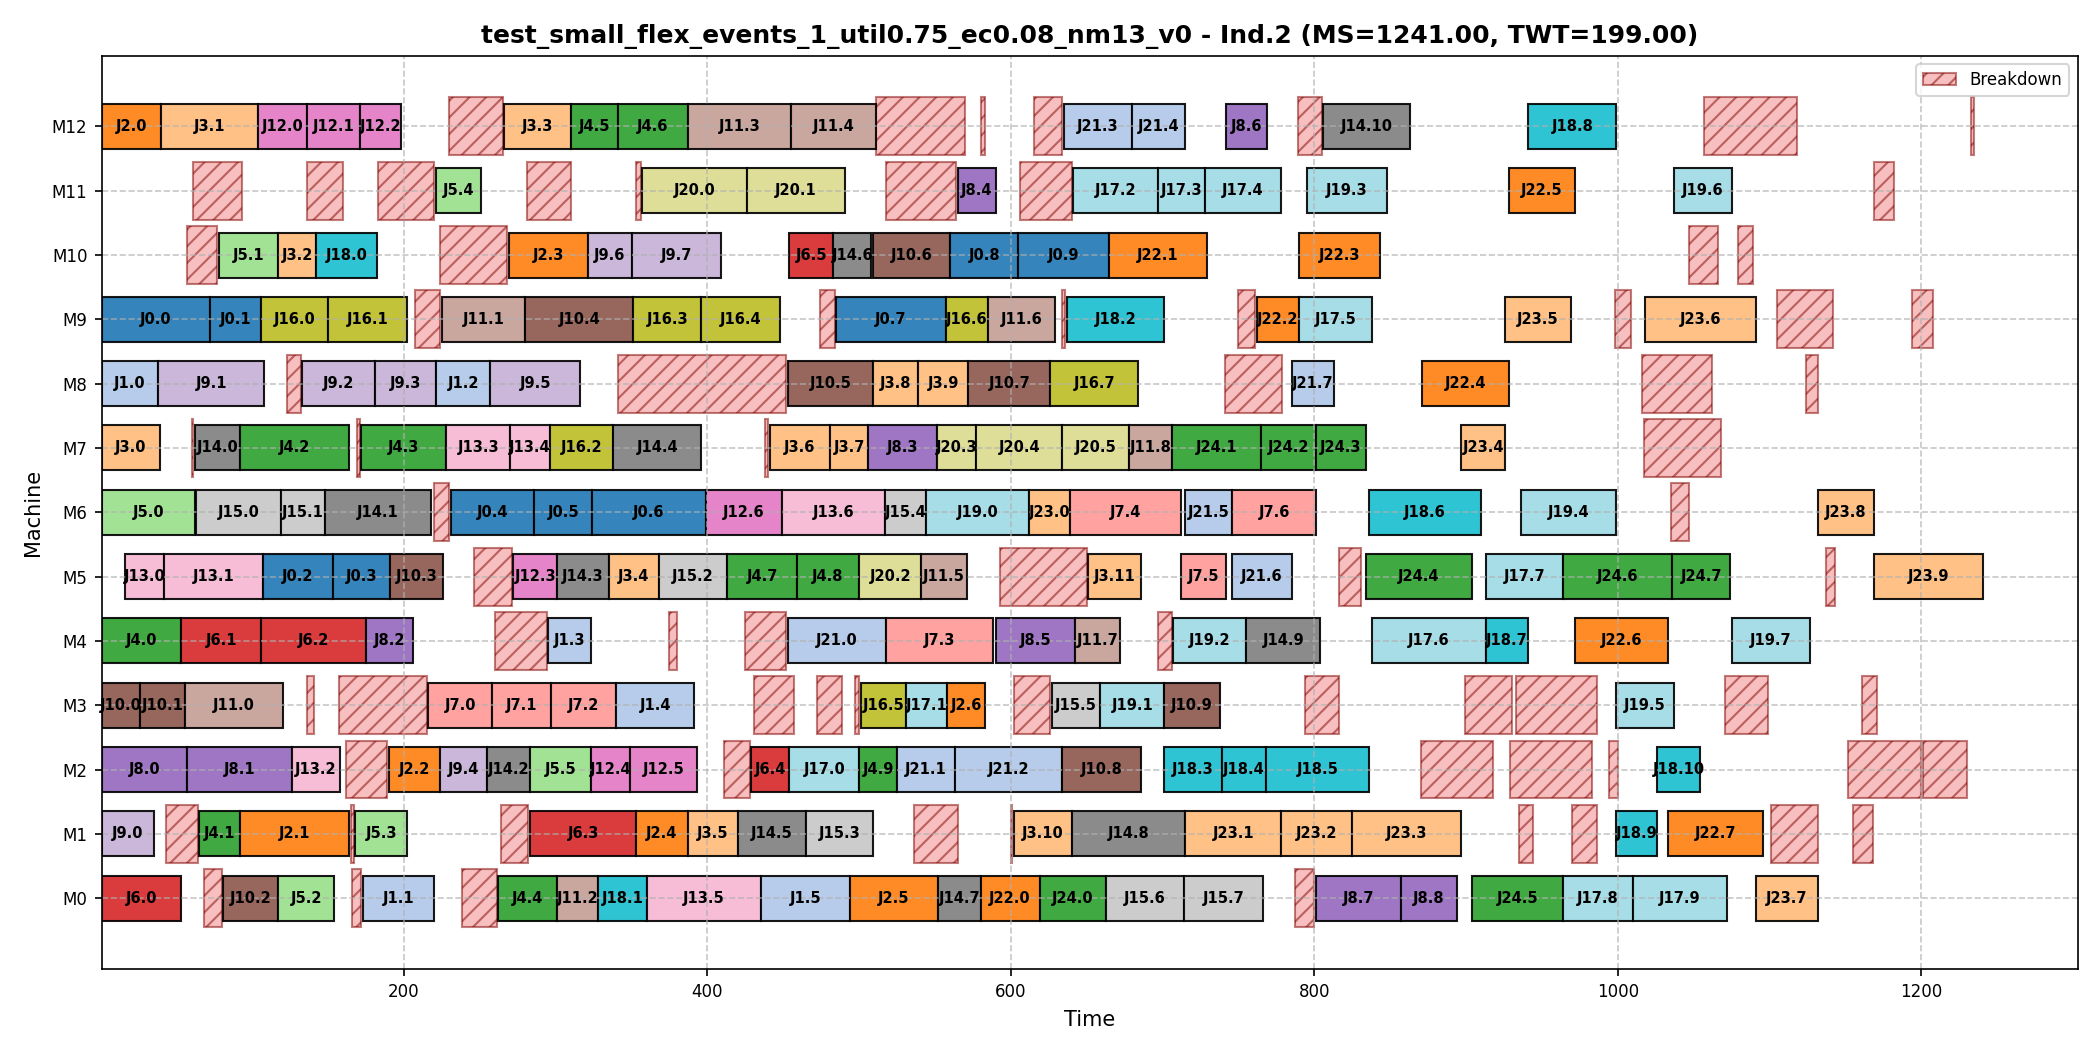 test_small_flex_events_1_util0.75_ec0.08_nm13_v0 - Ind.2 (MS=1241.00, TWT=199.00)
Breakdown
M12 J2.0 J3.1 J12.0 J12.1 J12.2 J3.3 J4.5 J4.6 J11.3 J11.4 J21.3 J21.4 J8.6 J14.10 J18.8
M11 J5.4 J20.0 J20.1 J8.4 J17.2 J17.3 J17.4 J19.3 J22.5 J19.6
M10 J5.1 J3.2 J18.0 J2.3 J9.6 J9.7 J6.5 J14.6 J10.6 J0.8 J0.9 J22.1 J22.3
M9 J0.0 J0.1 J16.0 J16.1 J11.1 J10.4 J16.3 J16.4 J0.7 J16.6 J11.6 J18.2 J22.2 J17.5 J23.5 J23.6
M8 J1.0 J9.1 J9.2 J9.3 J1.2 J9.5 J10.5 J3.8 J3.9 J10.7 J16.7 J21.7 J22.4
M7 J3.0 J14.0 J4.2 J4.3 J13.3 J13.4 J16.2 J14.4 J3.6 J3.7 J8.3 J20.3 J20.4 J20.5 J11.8 J24.1 J24.2 J24.3 J23.4
M6 J5.0 J15.0 J15.1 J14.1 J0.4 J0.5 J0.6 J12.6 J13.6 J15.4 J19.0 J23.0 J7.4 J21.5 J7.6 J18.6 J19.4 J23.8
M5 J13.0 J13.1 J0.2 J0.3 J10.3 J12.3 J14.3 J3.4 J15.2 J4.7 J4.8 J20.2 J11.5 J3.11 J7.5 J21.6 J24.4 J17.7 J24.6 J24.7 J23.9
M4 J4.0 J6.1 J6.2 J8.2 J1.3 J21.0 J7.3 J8.5 J11.7 J19.2 J14.9 J17.6 J18.7 J22.6 J19.7
M3 J10.0 J10.1 J11.0 J7.0 J7.1 J7.2 J1.4 J16.5 J17.1 J2.6 J15.5 J19.1 J10.9 J19.5
M2 J8.0 J8.1 J13.2 J2.2 J9.4 J14.2 J5.5 J12.4 J12.5 J6.4 J17.0 J4.9 J21.1 J21.2 J10.8 J18.3 J18.4 J18.5 J18.10
M1 J9.0 J4.1 J2.1 J5.3 J6.3 J2.4 J3.5 J14.5 J15.3 J3.10 J14.8 J23.1 J23.2 J23.3 J18.9 J22.7
M0 J6.0 J10.2 J5.2 J1.1 J4.4 J11.2 J18.1 J13.5 J1.5 J2.5 J14.7 J22.0 J24.0 J15.6 J15.7 J8.7 J8.8 J24.5 J17.8 J17.9 J23.7
Machine
200 400 600 800 1000 1200
Time